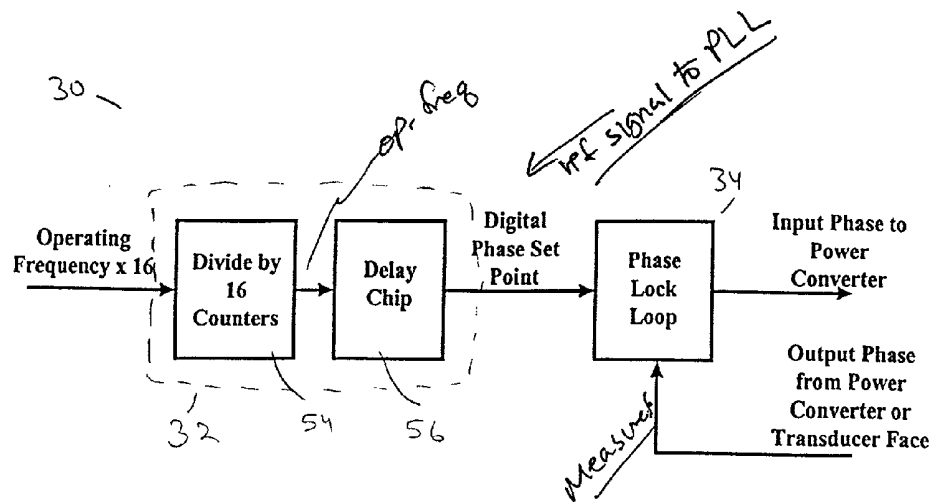 30
op. freq
ref signal to PLL
34
Operating
Frequency x 16
Divide by
16
Counters
Delay
Chip
Digital
Phase Set
Point
Phase
Lock
Loop
Input Phase to
Power
Converter
Output Phase
from Power
Converter or
Transducer Face
32
54
56